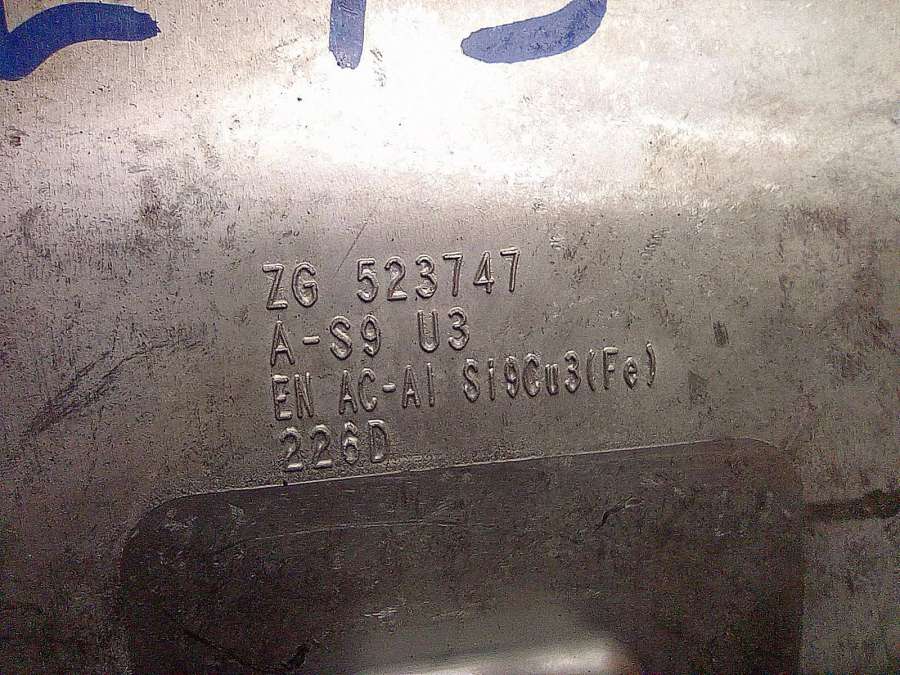 ZG 523747
A-S9 U3
EN AC-Al Si9Cu3(Fe)
226D